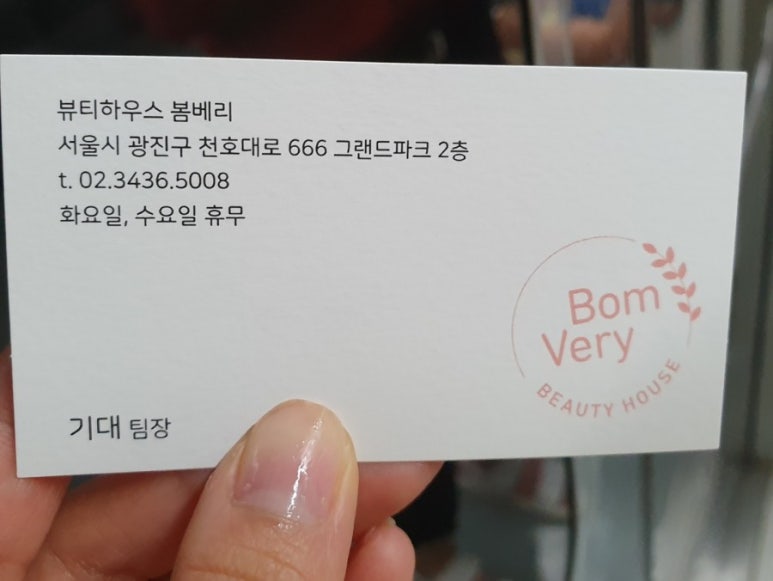 뷰티하우스 봄베리
서울시 광진구 천호대로 666 그랜드파크 2층
t. 02.3436.5008
화요일, 수요일 휴무
Bom
Very
BEAUTY HOUSE
기대 팀장